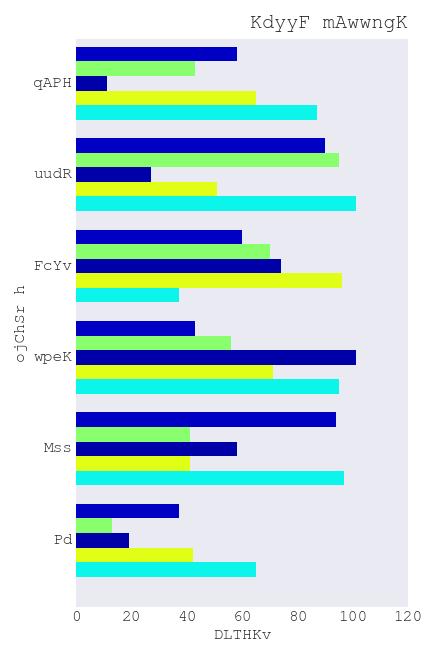 KdyyF mAwwngK
qAPH
uudR
FcYv
wpeK
Mss
Pd
ojChSr h
0 20 40 60 80 100 120
DLTHKv